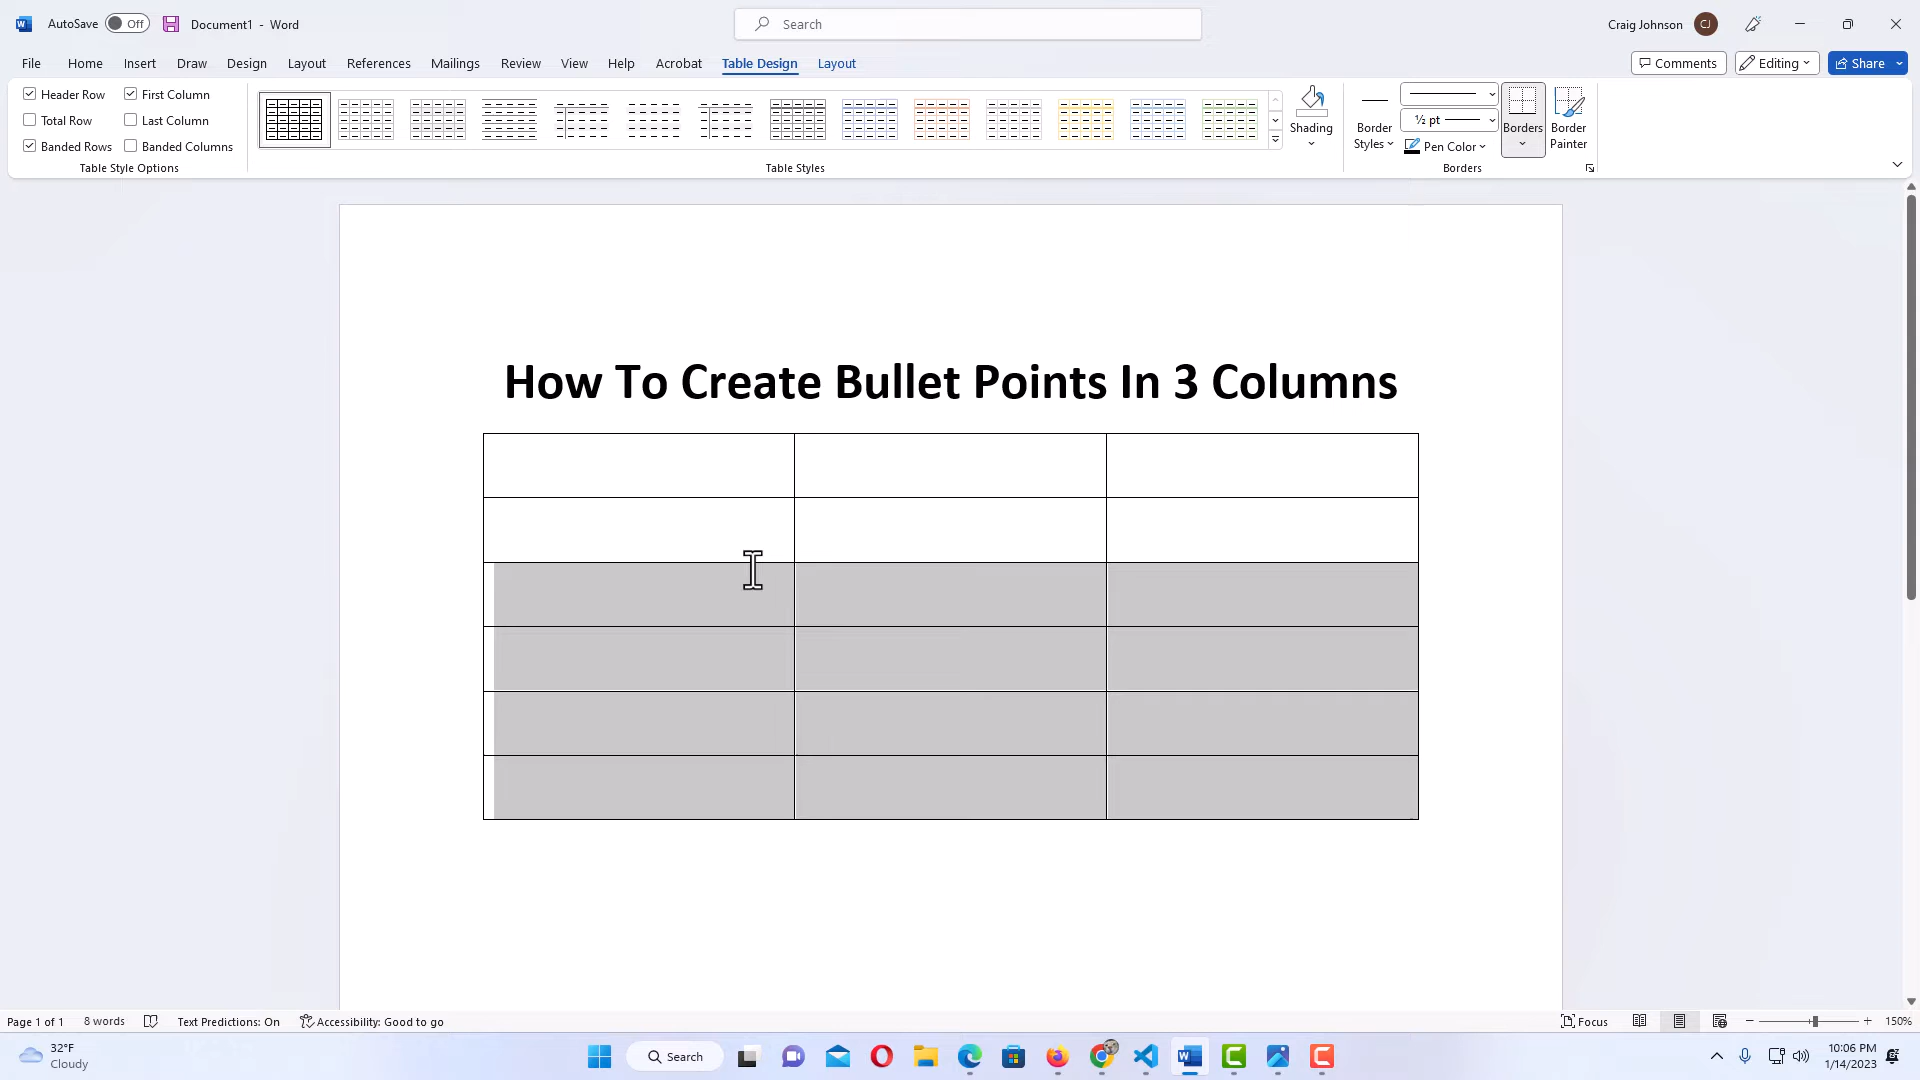 AutoSave Off Document1 - Word Search Craig Johnson CJ
File Home Insert Draw Design Layout References Mailings Review View Help Acrobat Table Design Layout Comments Editing Share
Header Row First Column
Total Row Last Column
Banded Rows Banded Columns
Table Style Options
Table Styles
Shading
Border Styles
½ pt
Pen Color
Borders
Border Painter
Borders
How To Create Bullet Points In 3 Columns
Page 1 of 1 8 words Text Predictions: On Accessibility: Good to go Focus 150%
32°F
Cloudy
Search
10:06 PM
1/14/2023